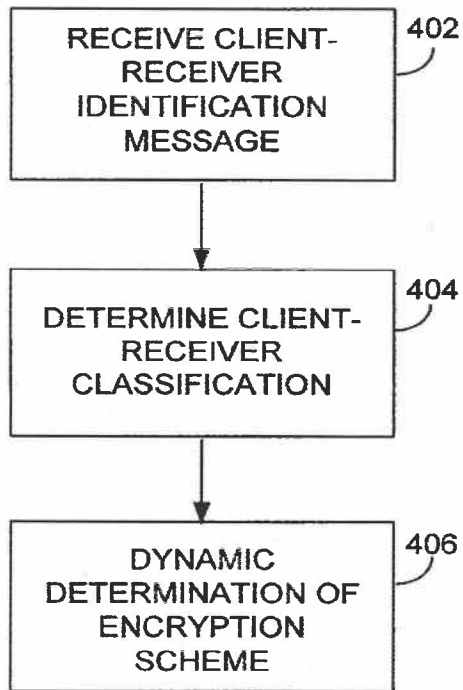 RECEIVE CLIENT-
RECEIVER
IDENTIFICATION
MESSAGE
402
DETERMINE CLIENT-
RECEIVER
CLASSIFICATION
404
DYNAMIC
DETERMINATION OF
ENCRYPTION
SCHEME
406